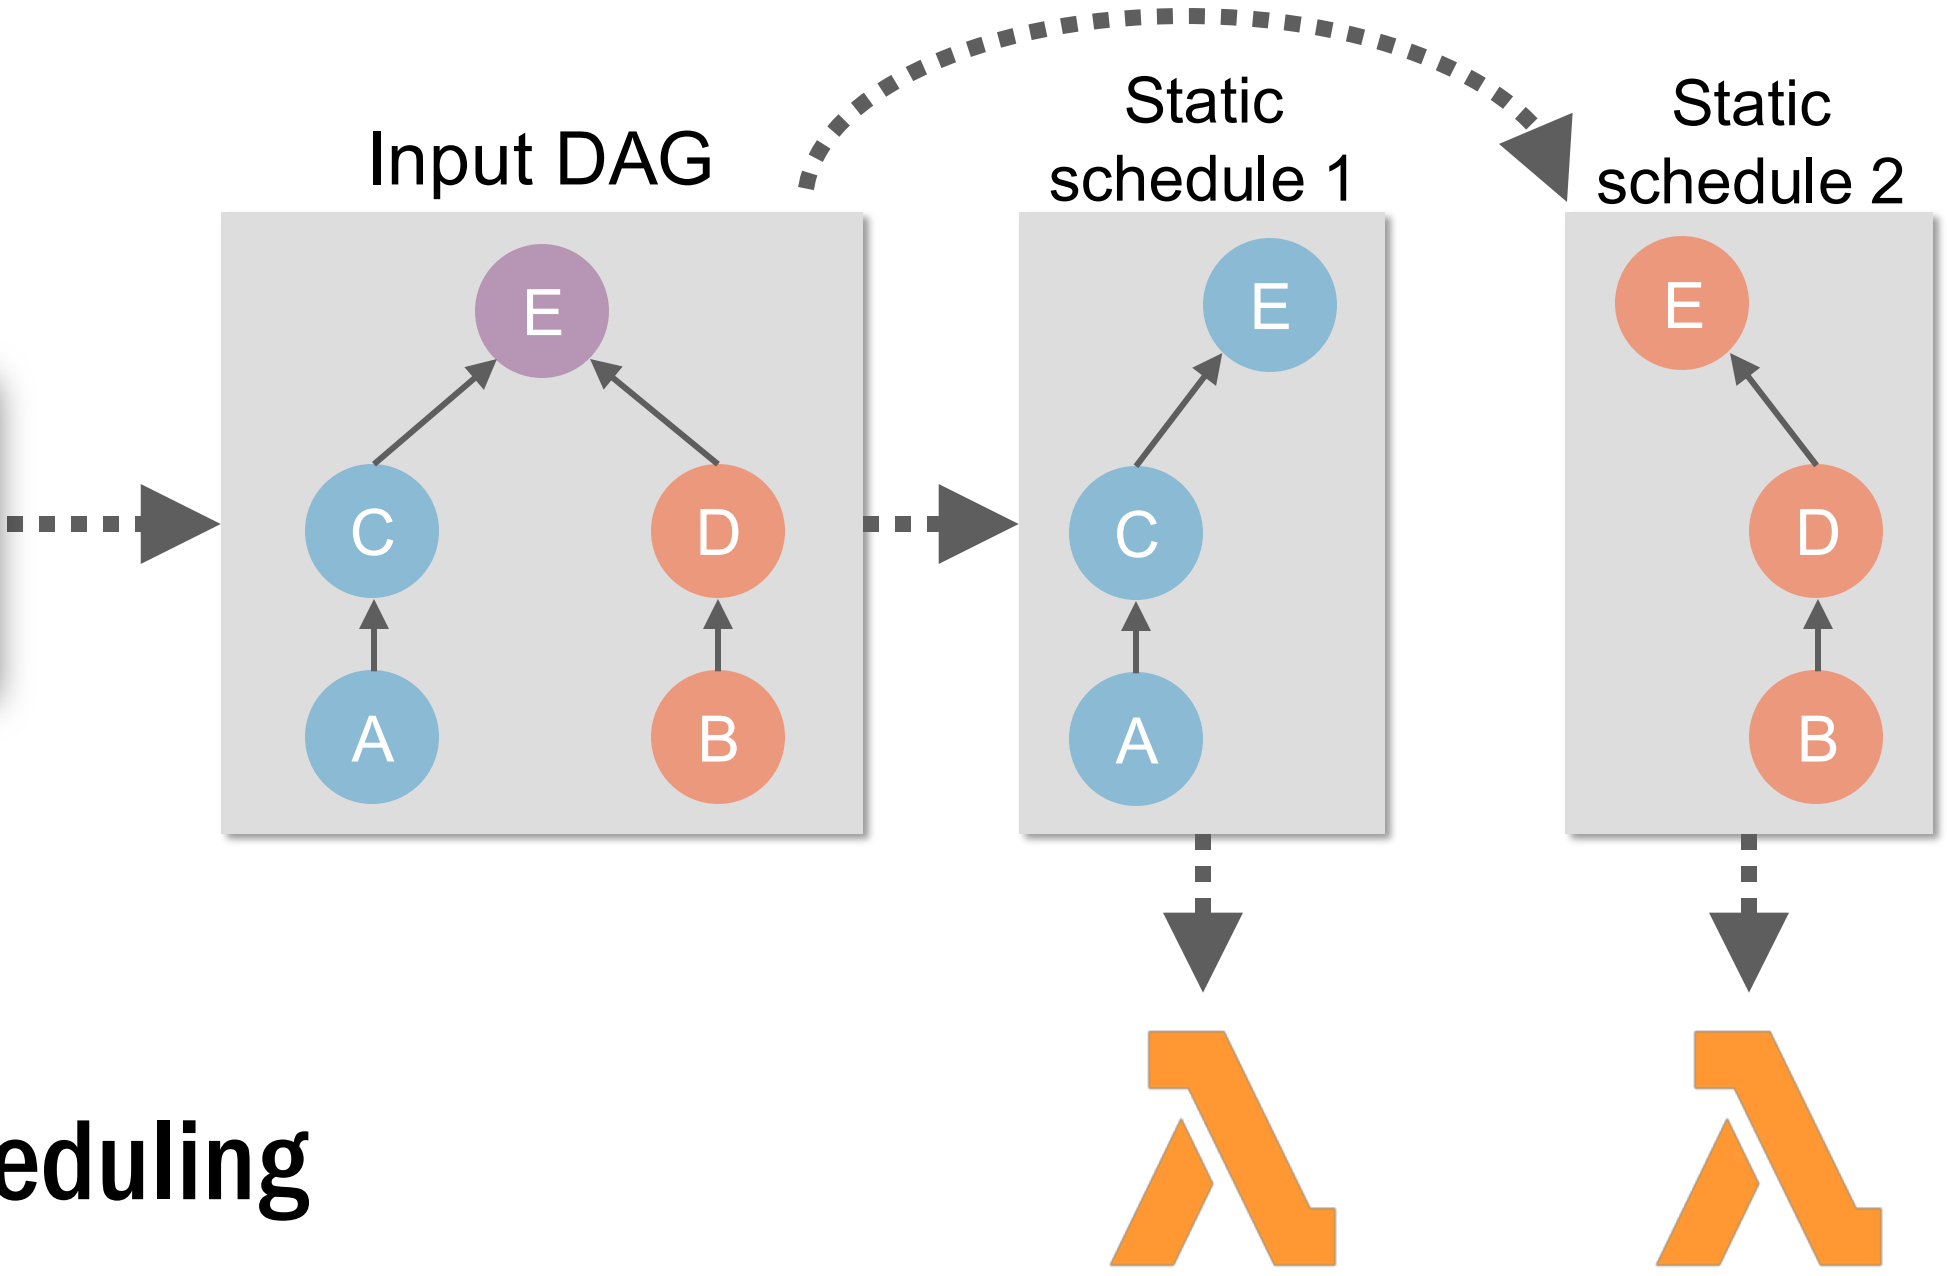 Input DAG
Static
schedule 1
Static
schedule 2
E
C
D
A
B
E
C
A
E
D
B
eduling